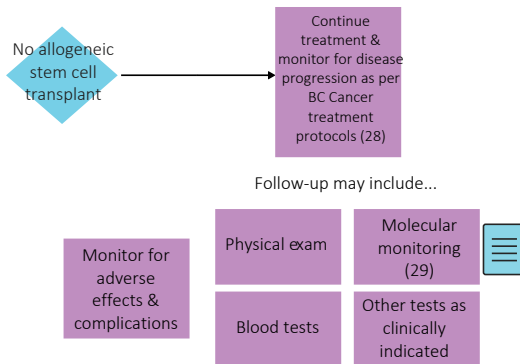 No allogeneic
stem cell
transplant
Continue
treatment &
monitor for disease
progression as per
BC Cancer
treatment
protocols (28)
Follow-up may include...
Monitor for
adverse
effects &
complications
Physical exam
Molecular
monitoring
(29)
Blood tests
Other tests as
clinically
indicated